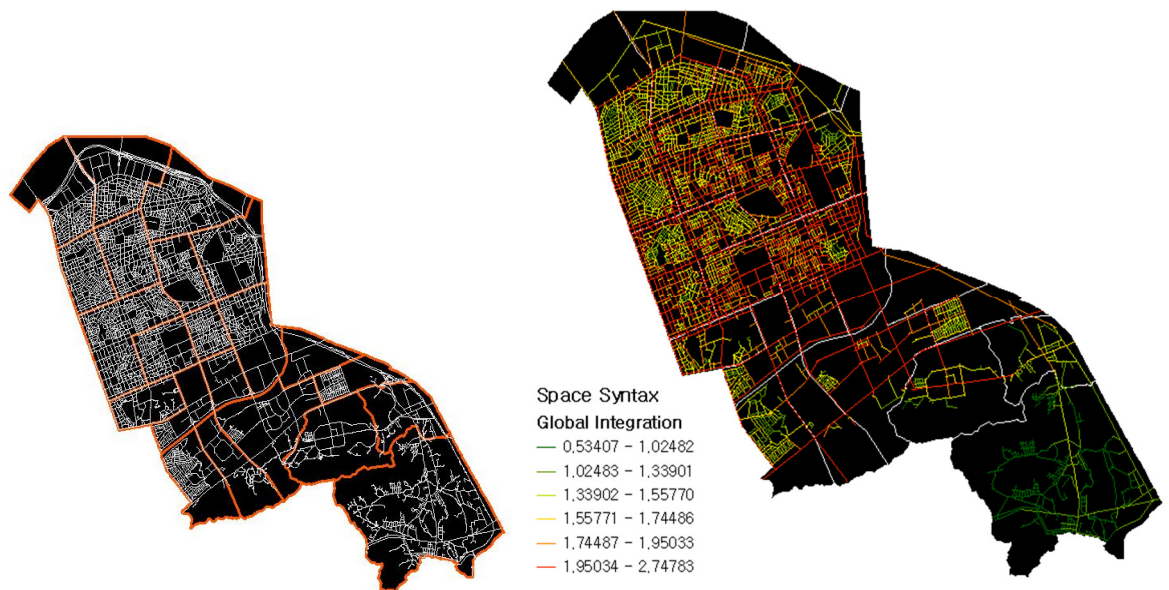 Space Syntax
Global Integration
0,53407 - 1,02482
1,02483 - 1,33901
1,33902 - 1,55770
1,55771 - 1,74486
1,74487 - 1,95033
1,95034 - 2,74783